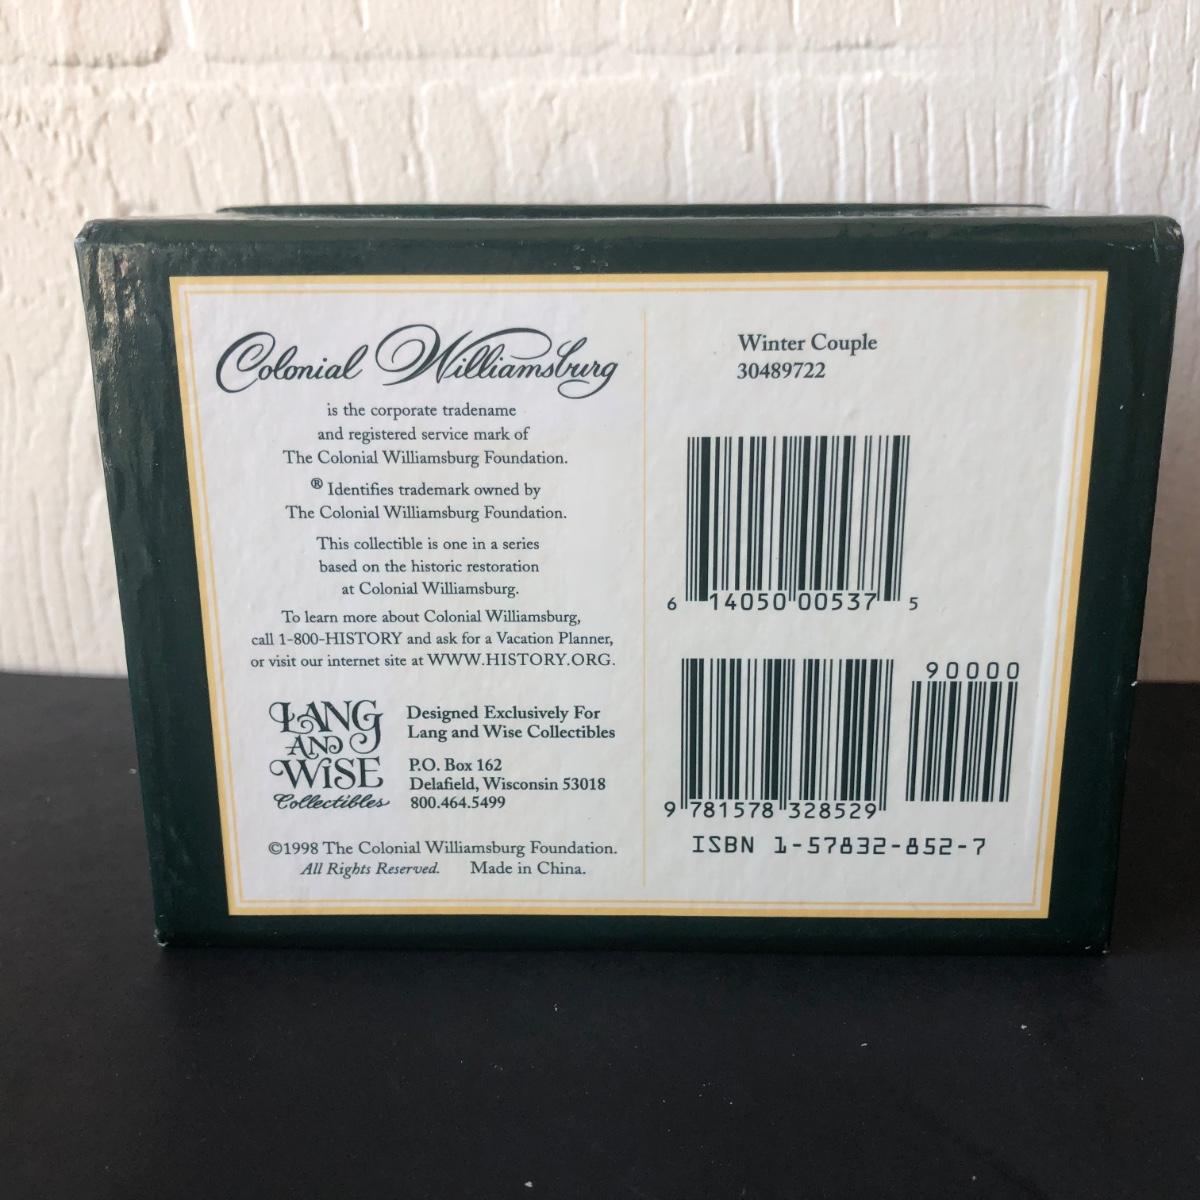 Colonial Williamsburg
is the corporate tradename
and registered service mark of
The Colonial Williamsburg Foundation.
® Identifies trademark owned by
The Colonial Williamsburg Foundation.
This collectible is one in a series
based on the historic restoration
at Colonial Williamsburg.
To learn more about Colonial Williamsburg,
call 1-800-HISTORY and ask for a Vacation Planner,
or visit our internet site at WWW.HISTORY.ORG.
LANG
AND
WISE
Collectibles
Designed Exclusively For
Lang and Wise Collectibles
P.O. Box 162
Delafield, Wisconsin 53018
800.464.5499
©1998 The Colonial Williamsburg Foundation.
All Rights Reserved. Made in China.
Winter Couple
30489722
6 14050 00537 5
90000
9 781578 328529
ISBN 1-57832-852-7